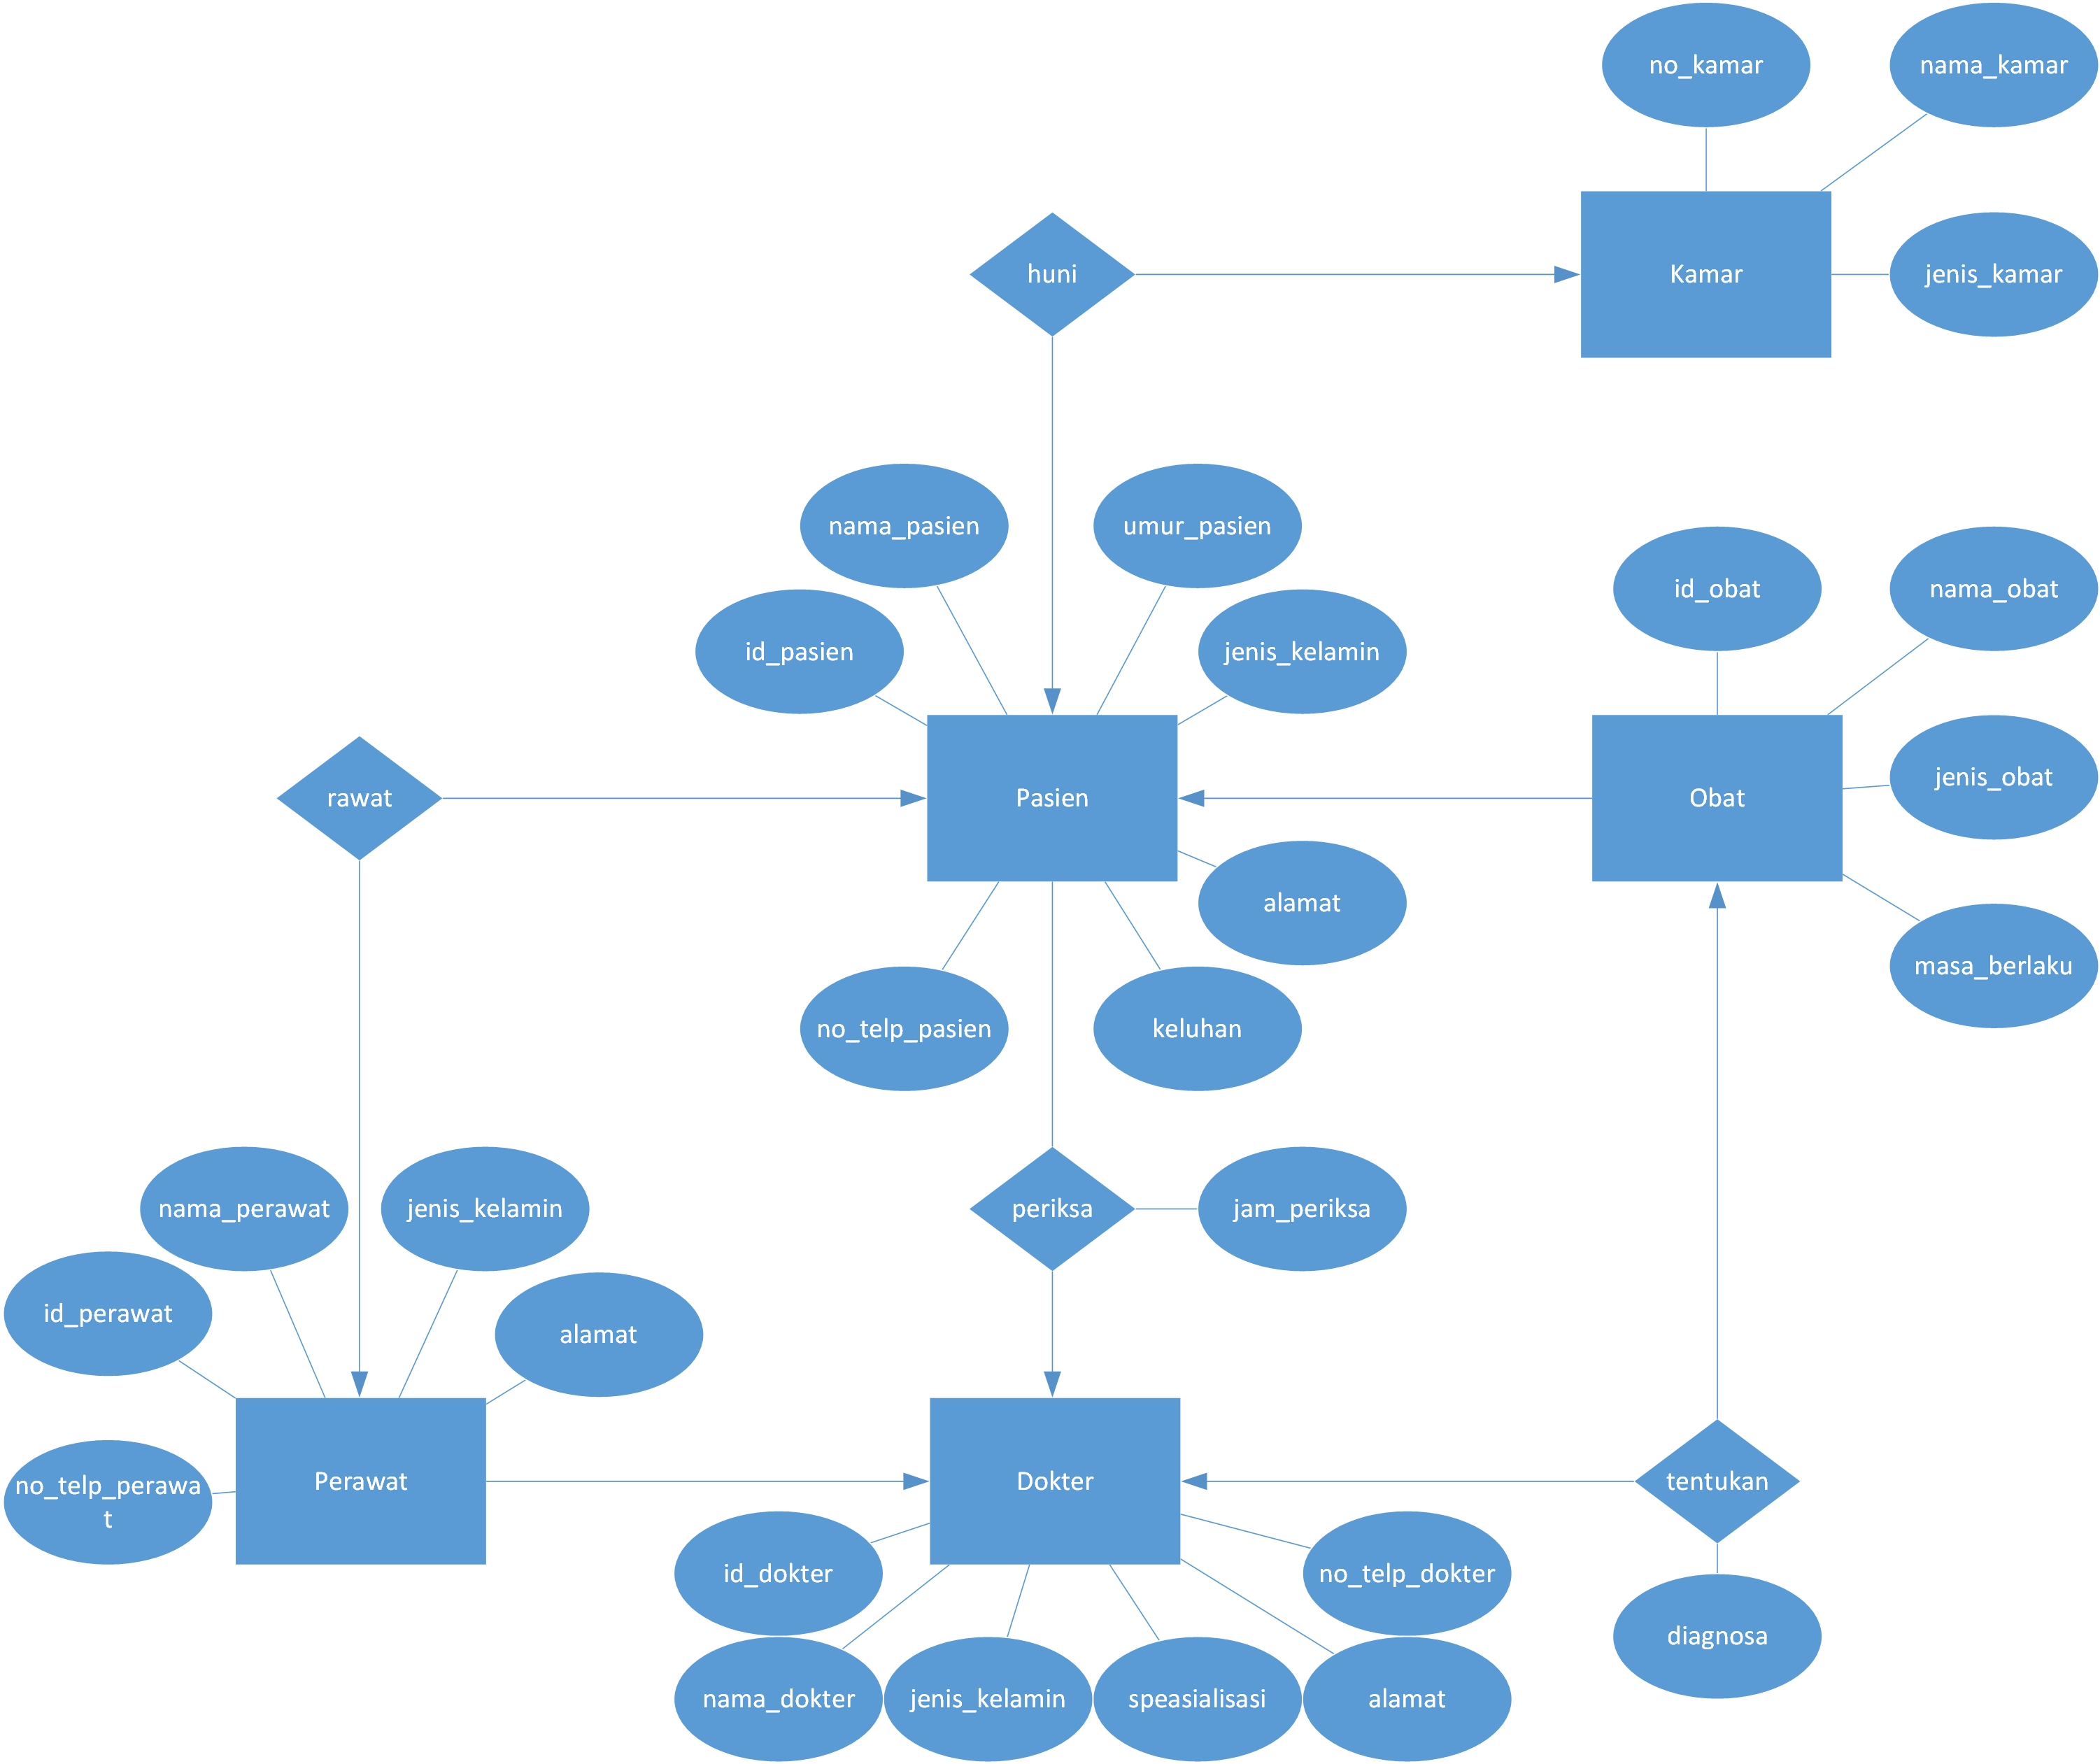 no_kamar
nama_kamar
huni
Kamar
jenis_kamar
nama_pasien
umur_pasien
id_obat
nama_obat
id_pasien
jenis_kelamin
rawat
Pasien
Obat
jenis_obat
alamat
masa_berlaku
no_telp_pasien
keluhan
nama_perawat
jenis_kelamin
periksa
jam_periksa
id_perawat
alamat
no_telp_perawa
t
Perawat
Dokter
tentukan
id_dokter
no_telp_dokter
diagnosa
nama_dokter
jenis_kelamin
speasialisasi
alamat